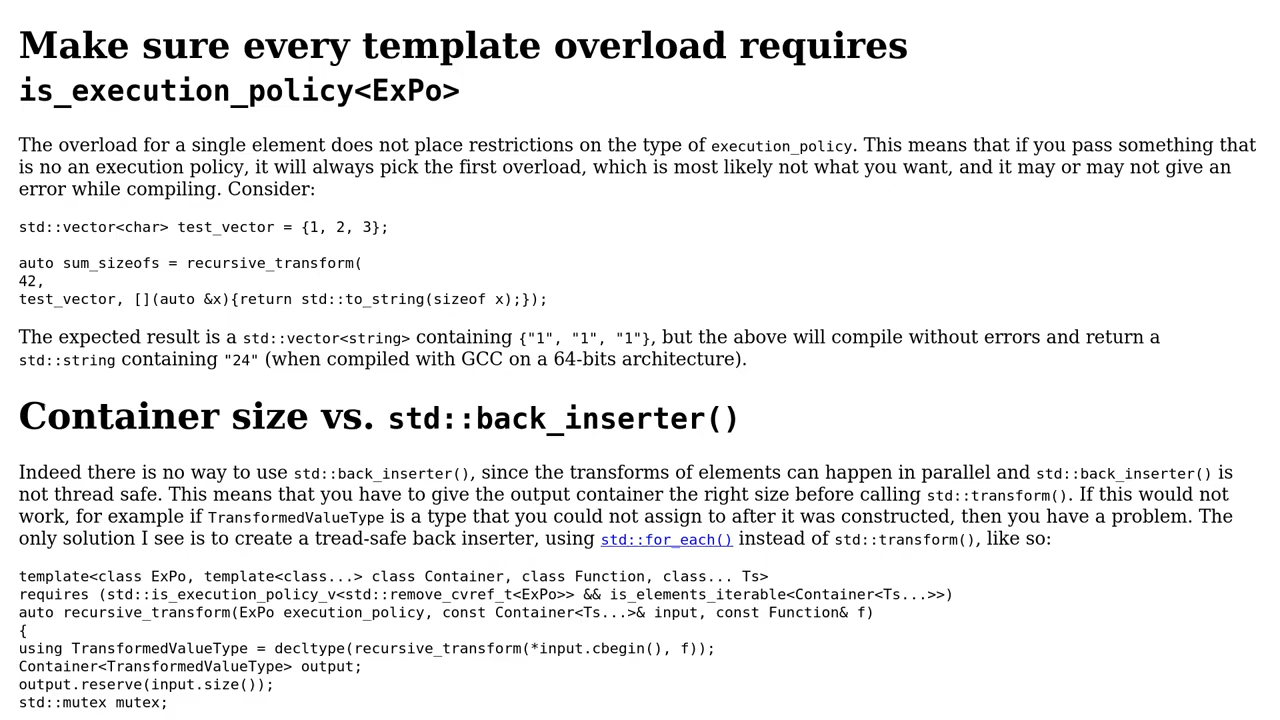 Make sure every template overload requires
is_execution_policy<ExPo>
The overload for a single element does not place restrictions on the type of execution_policy. This means that if you pass something that
is no an execution policy, it will always pick the first overload, which is most likely not what you want, and it may or may not give an
error while compiling. Consider:
std::vector<char> test_vector = {1, 2, 3};
auto sum_sizeofs = recursive_transform(
42,
test_vector, [](auto &x){return std::to_string(sizeof x);});
The expected result is a std::vector<string> containing {"1", "1", "1"}, but the above will compile without errors and return a
std::string containing "24" (when compiled with GCC on a 64-bits architecture).
Container size vs. std::back_inserter()
Indeed there is no way to use std::back_inserter(), since the transforms of elements can happen in parallel and std::back_inserter() is
not thread safe. This means that you have to give the output container the right size before calling std::transform(). If this would not
work, for example if TransformedValueType is a type that you could not assign to after it was constructed, then you have a problem. The
only solution I see is to create a tread-safe back inserter, using std::for_each() instead of std::transform(), like so:
template<class ExPo, template<class...> class Container, class Function, class... Ts>
requires (std::is_execution_policy_v<std::remove_cvref_t<ExPo>> && is_elements_iterable<Container<Ts...>>)
auto recursive_transform(ExPo execution_policy, const Container<Ts...>& input, const Function& f)
{
using TransformedValueType = decltype(recursive_transform(*input.cbegin(), f));
Container<TransformedValueType> output;
output.reserve(input.size());
std::mutex mutex;